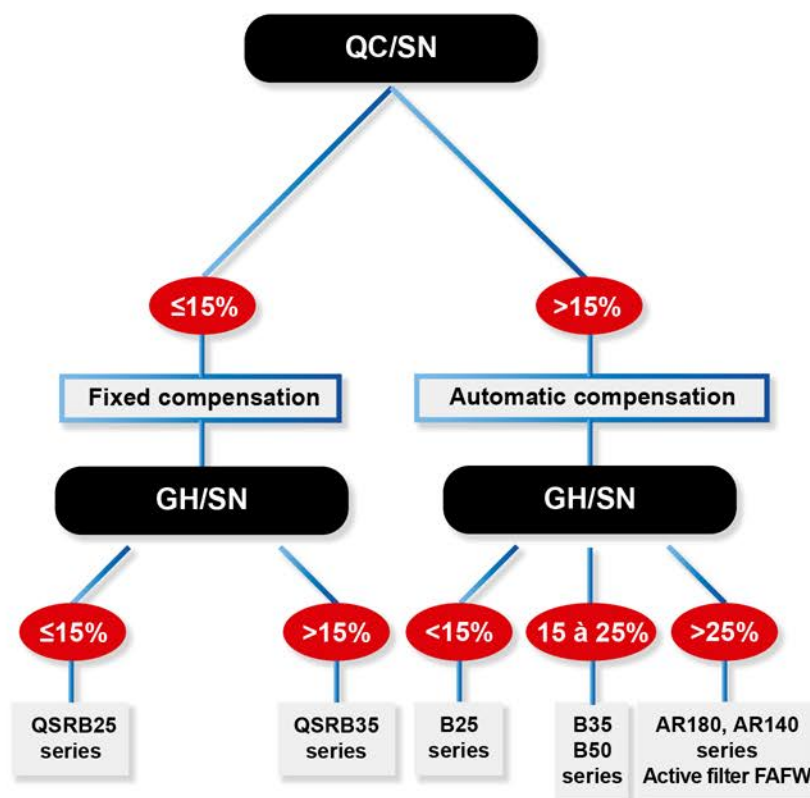 QC/SN
≤15%
>15%
Fixed compensation
Automatic compensation
GH/SN
GH/SN
≤15%
>15%
<15%
15 à 25%
>25%
QSRB25
series
QSRB35
series
B25
series
B35
B50
series
AR180, AR140
series
Active filter FAFW